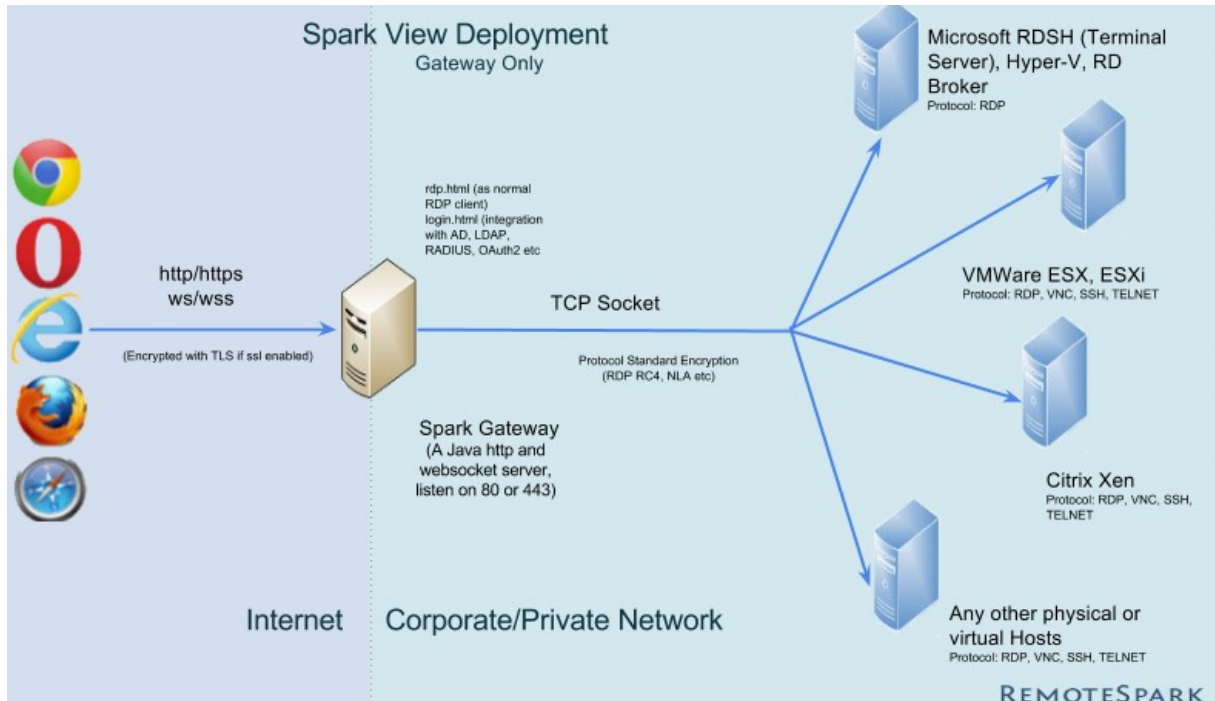 Spark View Deployment
Gateway Only
Microsoft RDSH (Terminal
Server), Hyper-V, RD
Broker
Protocol: RDP
rdp.html (as normal
RDP client)
login.html (integration
with AD, LDAP,
RADIUS, OAuth2 etc
http/https
ws/wss
(Encrypted with TLS if ssl enabled)
TCP Socket
Protocol Standard Encryption
(RDP RC4, NLA etc)
VMWare ESX, ESXi
Protocol: RDP, VNC, SSH, TELNET
Spark Gateway
(A Java http and
websocket server,
listen on 80 or 443)
Citrix Xen
Protocol: RDP, VNC, SSH,
TELNET
Any other physical or
virtual Hosts
Protocol: RDP, VNC, SSH, TELNET
Internet
Corporate/Private Network
REMOTESPARK